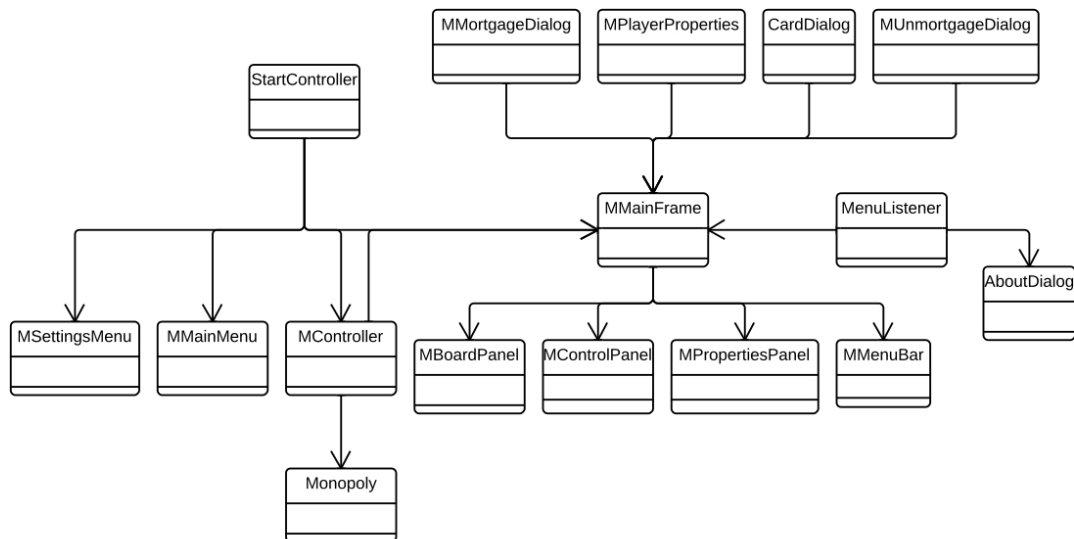 MMortgageDialog
MPlayerProperties
CardDialog
MUnmortgageDialog
StartController
MMainFrame
MenuListener
AboutDialog
MSettingsMenu
MMainMenu
MController
MBoardPanel
MControlPanel
MPropertiesPanel
MMenuBar
Monopoly